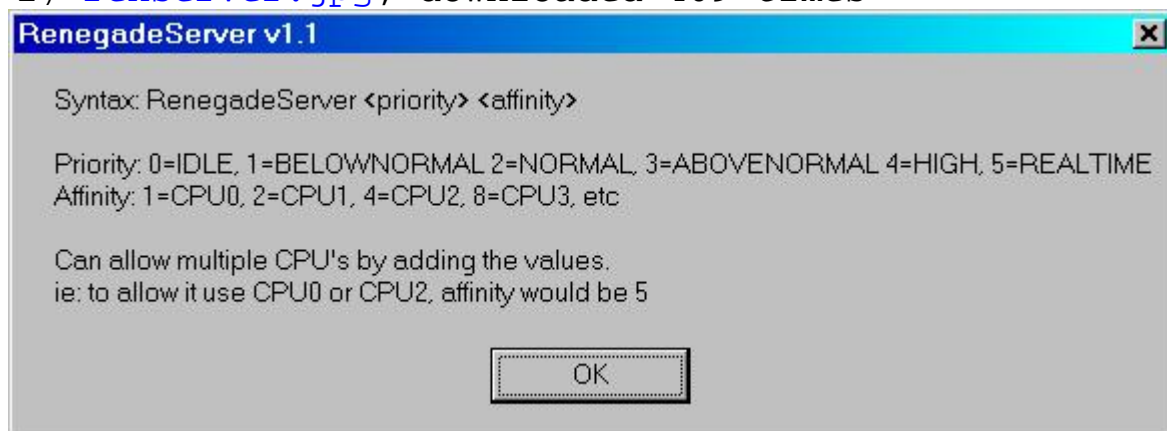 RenegadeServer v1.1
Syntax: RenegadeServer <priority> <affinity>
Priority: 0=IDLE, 1=BELOWNORMAL 2=NORMAL, 3=ABOVENORMAL 4=HIGH, 5=REALTIME
Affinity: 1=CPU0, 2=CPU1, 4=CPU2, 8=CPU3, etc
Can allow multiple CPU's by adding the values.
ie: to allow it use CPU0 or CPU2, affinity would be 5
OK